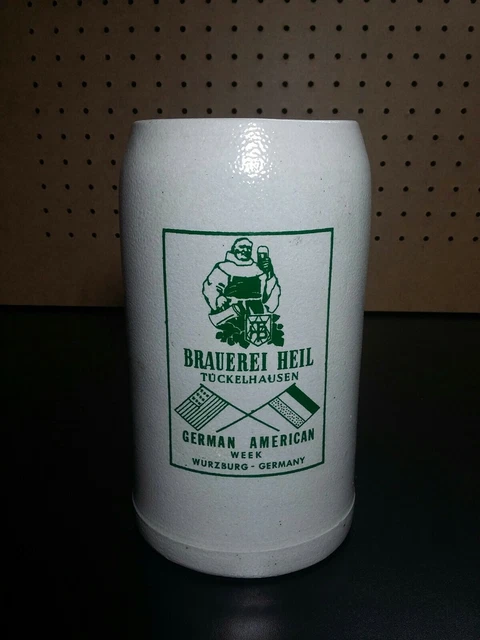 BRAUEREI HEIL
TÜCKELHAUSEN
GERMAN AMERICAN
WEEK
WÜRZBURG - GERMANY